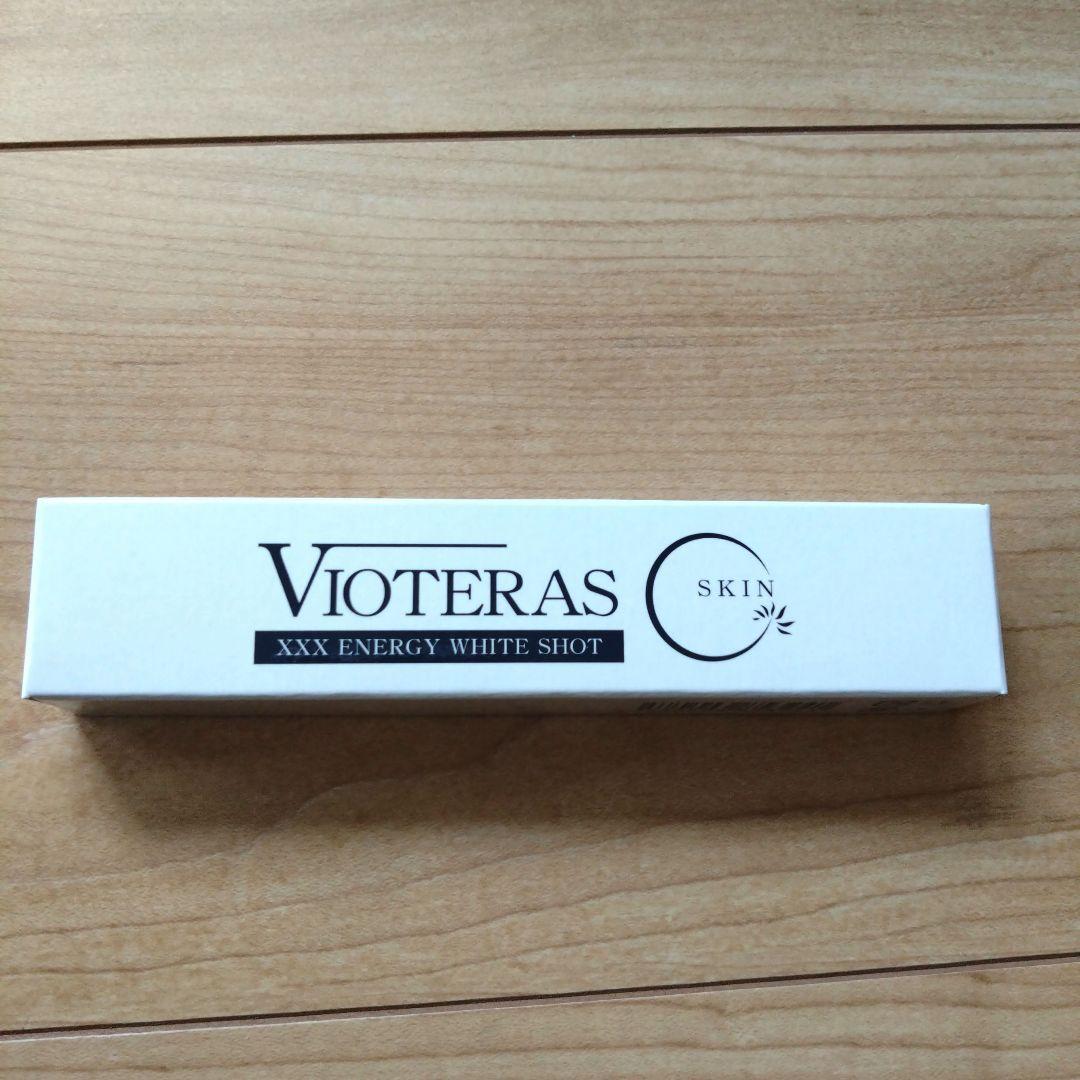 VIOTERAS
XXX ENERGY WHITE SHOT
SKIN